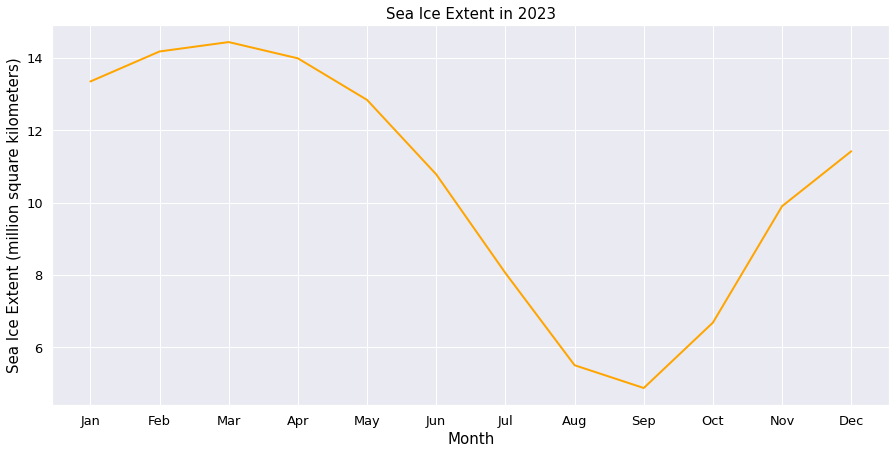 Sea Ice Extent in 2023
Sea Ice Extent (million square kilometers)
14
12
10
8
6
Jan Feb Mar Apr May Jun Jul Aug Sep Oct Nov Dec
Month